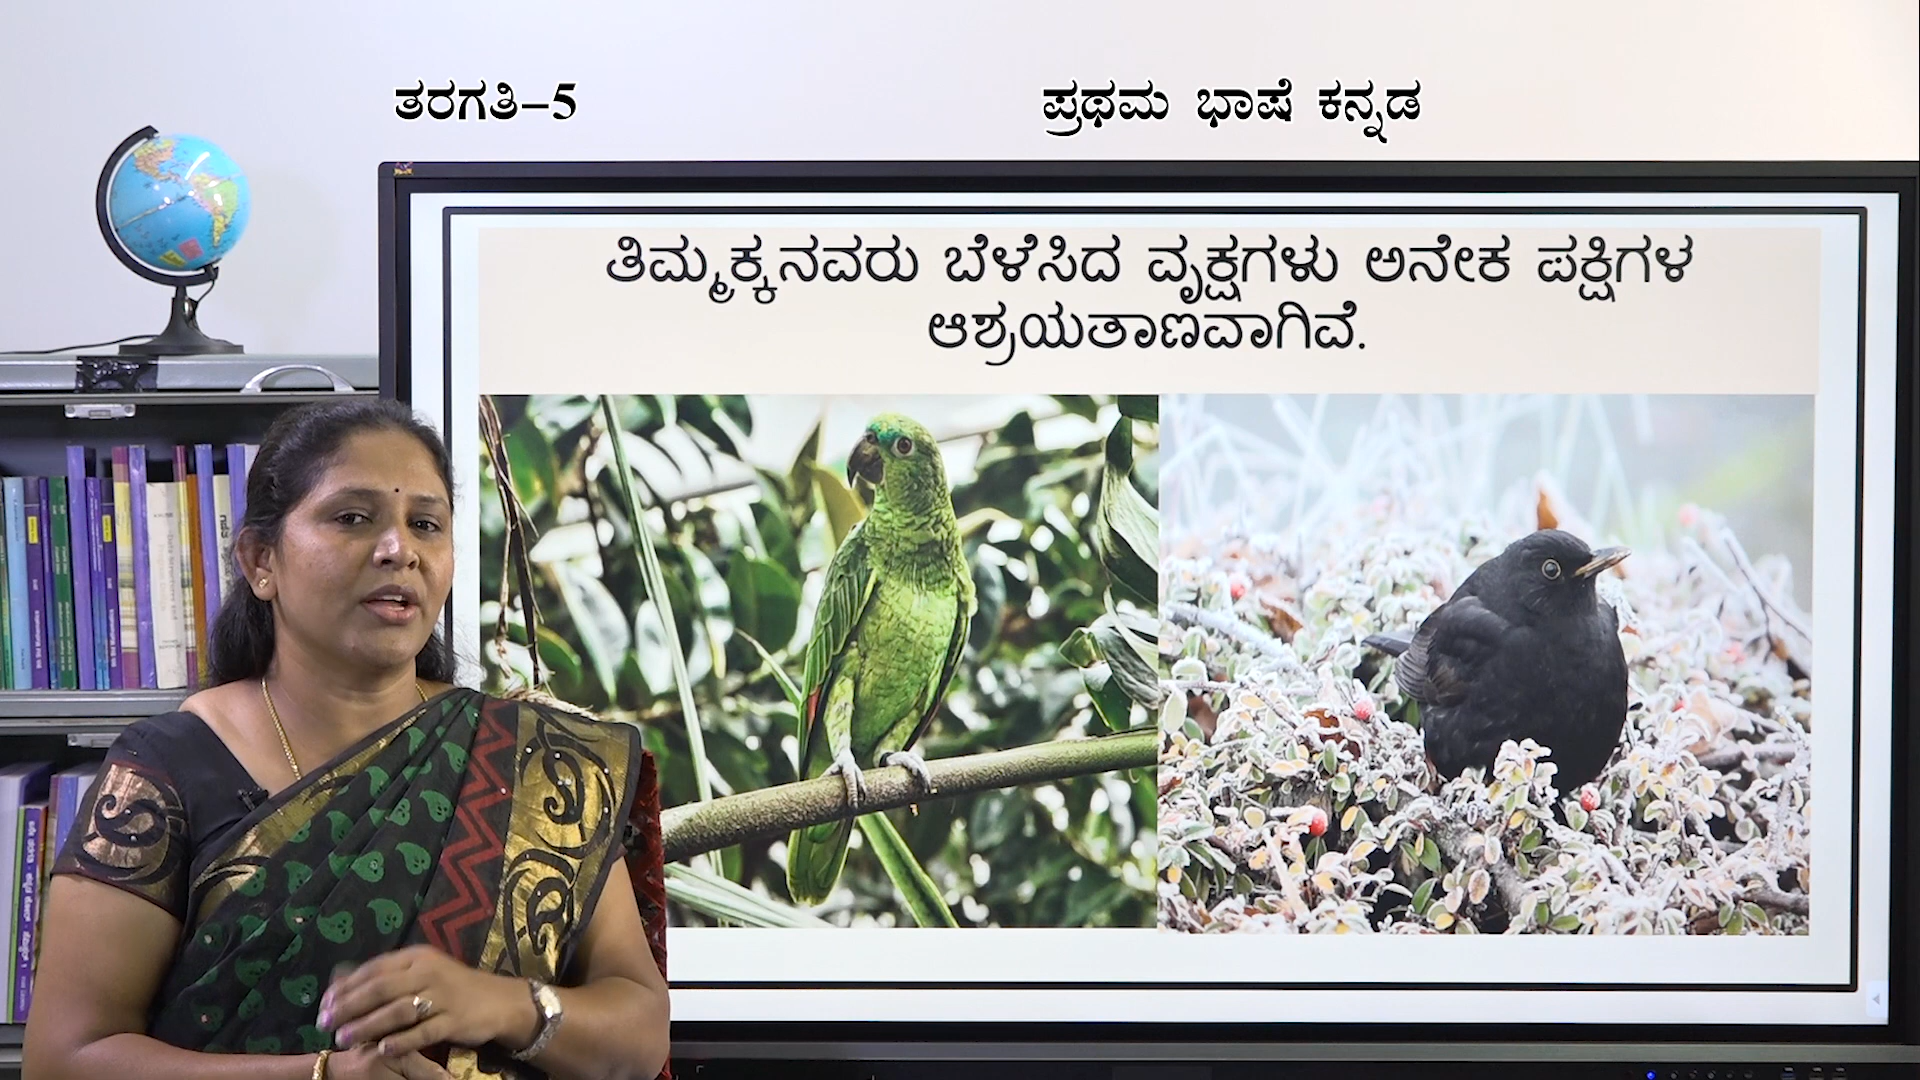 ತರಗತಿ–5
ಪ್ರಥಮ ಭಾಷೆ ಕನ್ನಡ
ತಿಮ್ಮಕ್ಕನವರು ಬೆಳೆಸಿದ ವೃಕ್ಷಗಳು ಅನೇಕ ಪಕ್ಷಿಗಳ
ಆಶ್ರಯತಾಣವಾಗಿವೆ.